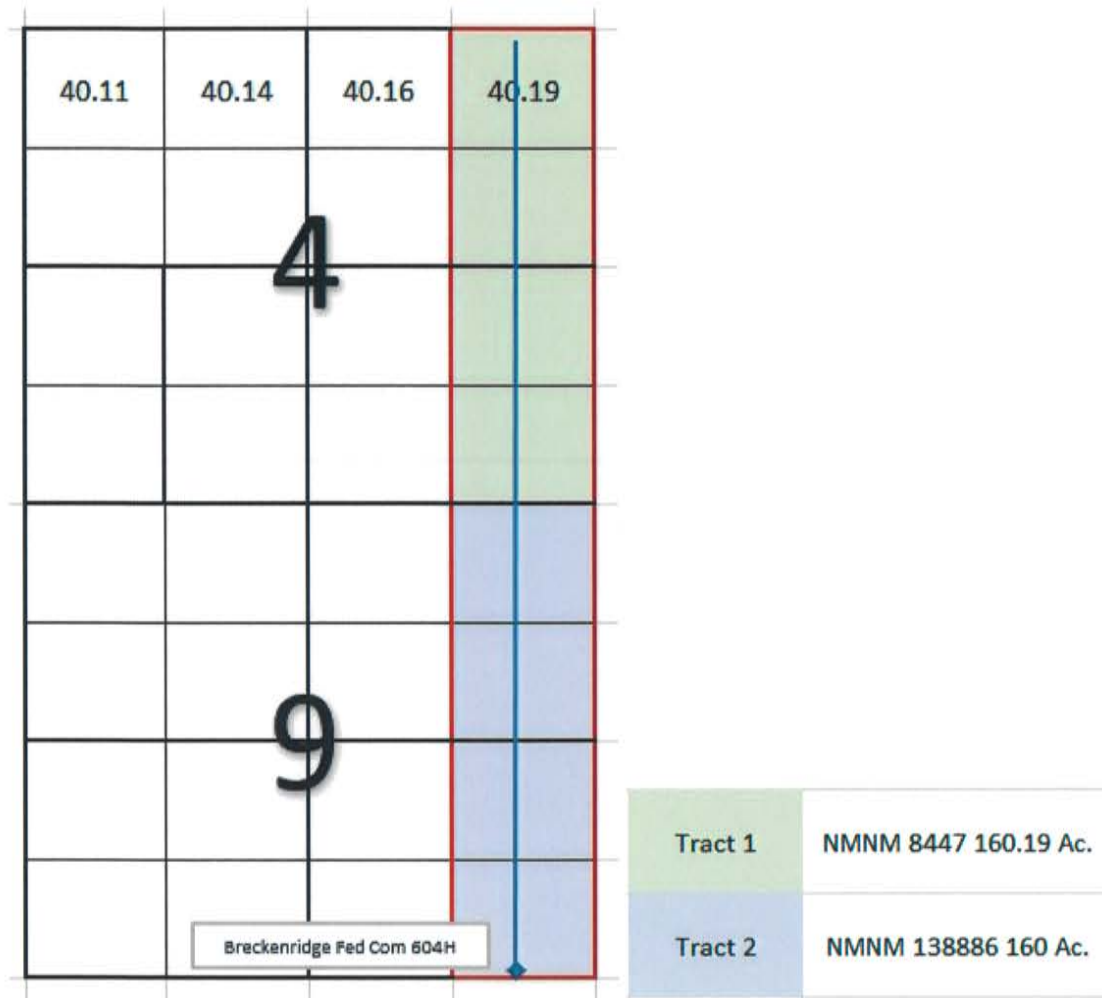 40.11 40.14 40.16 40.19
4
9
Breckenridge Fed Com 604H
Tract 1 NMNM 8447 160.19 Ac.
Tract 2 NMNM 138886 160 Ac.